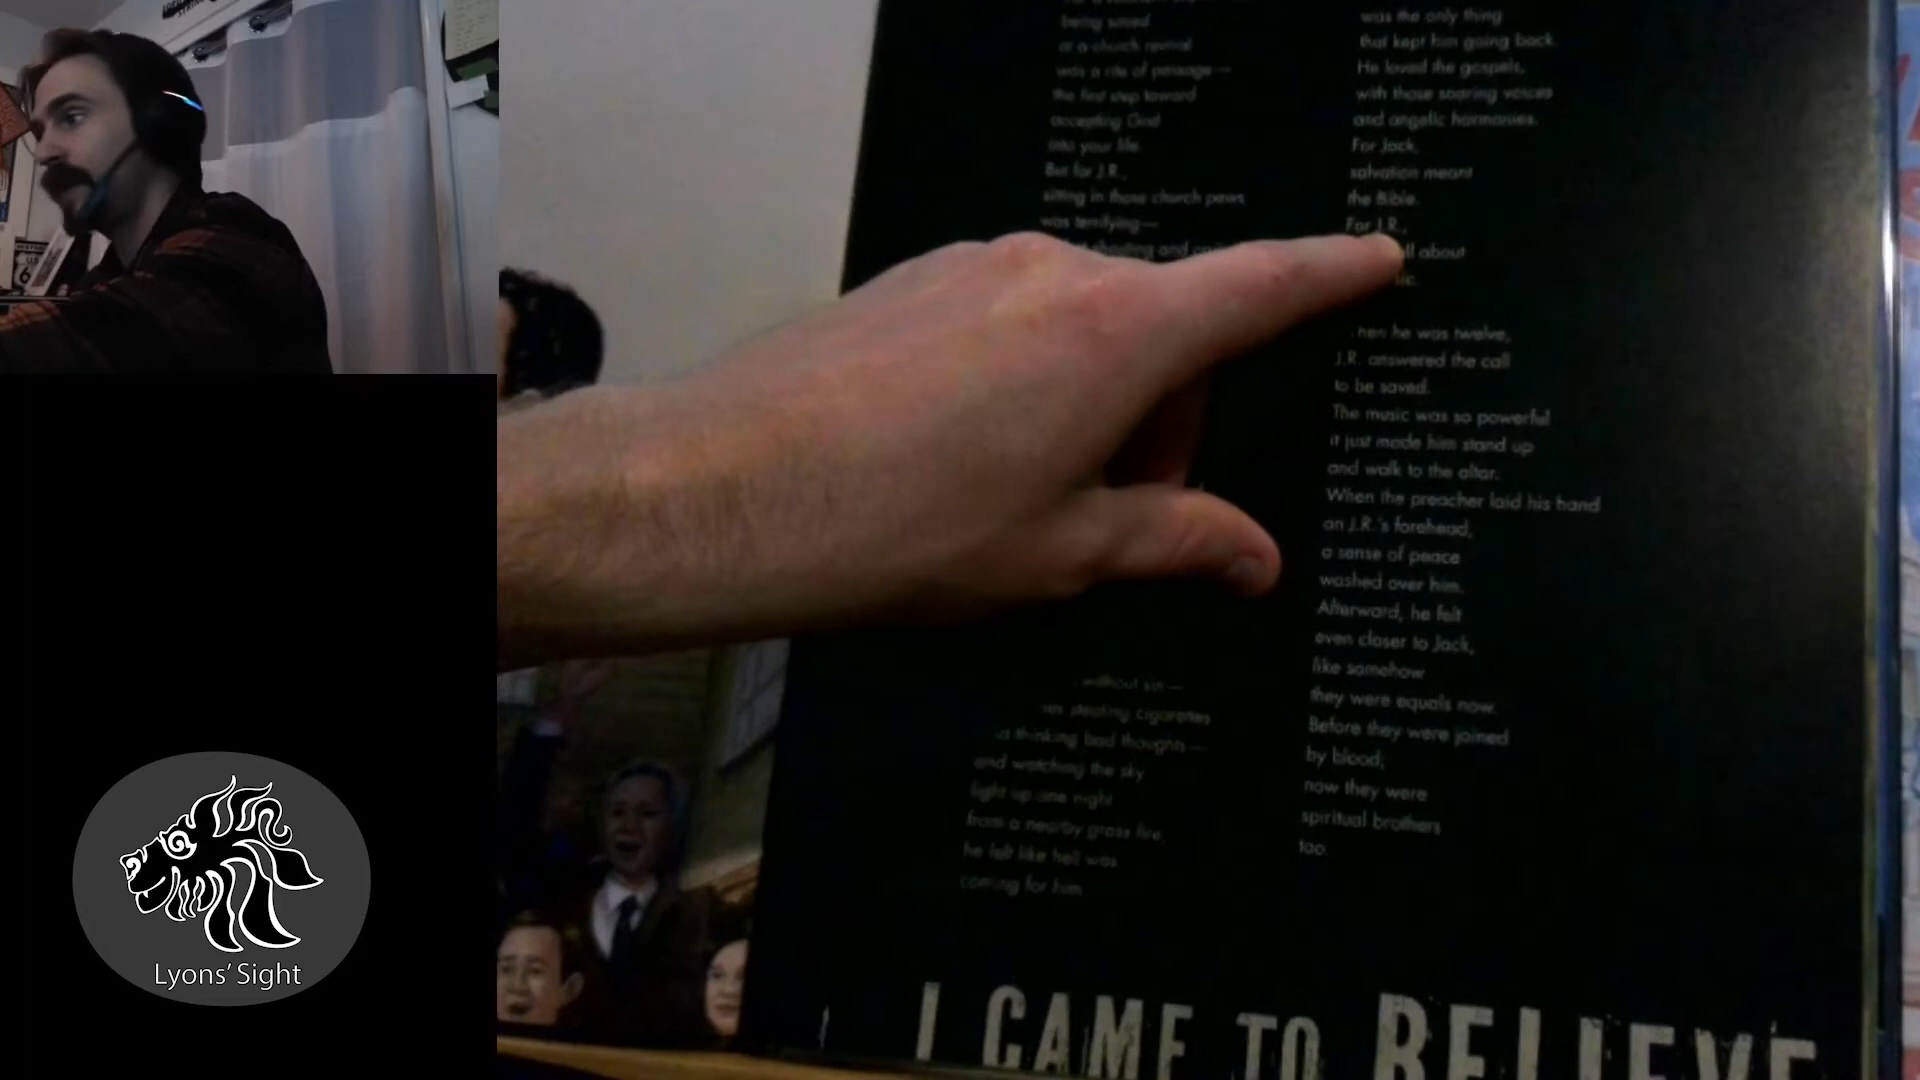 being saved
at a church revival
was a rite of passage—
the first step toward
accepting God
into your life.
But for J.R.,
sitting in those church pews
was terrifying—
shouting and
without sin—
stealing cigarettes
thinking bad thoughts—
and watching the sky
light up one night
from a nearby grass fire,
he felt like hell was
coming for him
was the only thing
that kept him going back.
He loved the gospels,
with those soaring voices
and angelic harmonies.
For Jack,
salvation meant
the Bible.
For J.R.,
all about
he was twelve,
J.R. answered the call
to be saved.
The music was so powerful
it just made him stand up
and walk to the altar.
When the preacher laid his hand
on J.R.'s forehead,
a sense of peace
washed over him.
Afterward, he felt
even closer to Jack,
like somehow
they were equals now.
Before they were joined
by blood;
now they were
spiritual brothers
too.
I CAME TO BELIEVE
Lyons' Sight